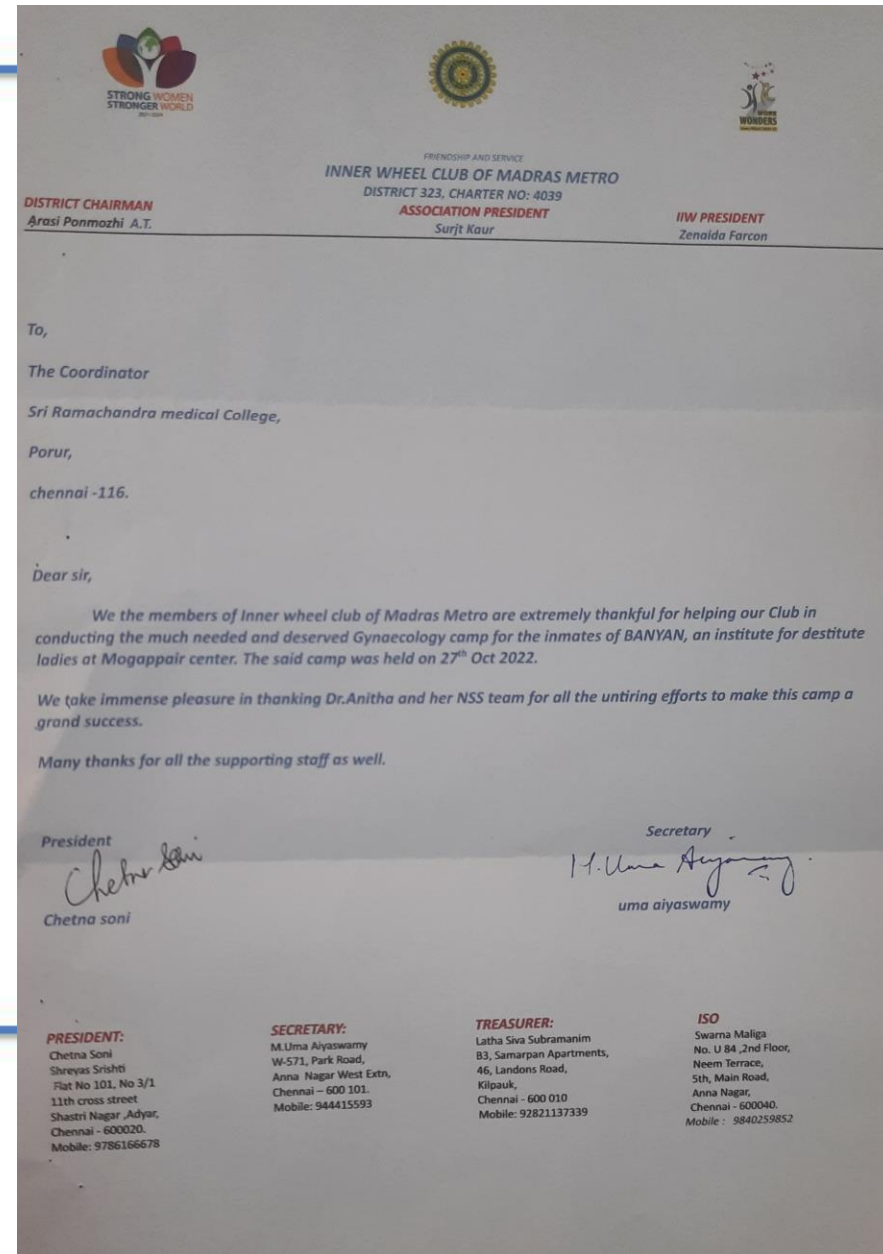 STRONG WOMEN
STRONGER WORLD
WORK
WONDERS
FRIENDSHIP AND SERVICE
INNER WHEEL CLUB OF MADRAS METRO
DISTRICT 323, CHARTER NO: 4039
DISTRICT CHAIRMAN
Arasi Ponmozhi A.T.
ASSOCIATION PRESIDENT
Surjt Kaur
IIW PRESIDENT
Zenaida Farcon
To,
The Coordinator
Sri Ramachandra medical College,
Porur,
chennai -116.
Dear sir,
We the members of Inner wheel club of Madras Metro are extremely thankful for helping our Club in
conducting the much needed and deserved Gynaecology camp for the inmates of BANYAN, an institute for destitute
ladies at Mogappair center. The said camp was held on 27th Oct 2022.
We take immense pleasure in thanking Dr.Anitha and her NSS team for all the untiring efforts to make this camp a
grand success.
Many thanks for all the supporting staff as well.
President
Chetna Soni
Chetna soni
Secretary
M. Uma Aiyaswamy
uma aiyaswamy
PRESIDENT:
Chetna Soni
Shreyas Srishti
Flat No 101, No 3/1
11th cross street
Shastri Nagar ,Adyar,
Chennai - 600020.
Mobile: 9786166678
SECRETARY:
M.Uma Aiyaswamy
W-571, Park Road,
Anna Nagar West Extn,
Chennai – 600 101.
Mobile: 944415593
TREASURER:
Latha Siva Subramanim
B3, Samarpan Apartments,
46, Landons Road,
Kilpauk,
Chennai - 600 010
Mobile: 92821137339
ISO
Swarna Maliga
No. U 84 ,2nd Floor,
Neem Terrace,
5th, Main Road,
Anna Nagar,
Chennai - 600040.
Mobile : 9840259852